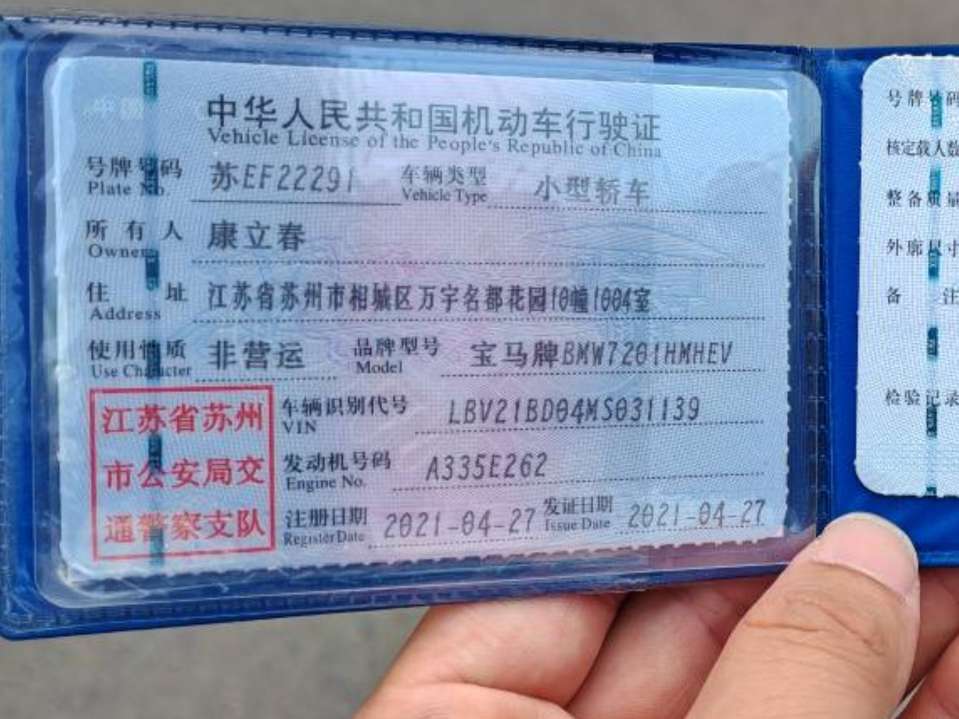 中华人民共和国机动车行驶证
Vehicle License of the People's Republic of China
号牌号码 苏EF22291 车辆类型 小型轿车
Plate No. Vehicle Type
所有人 康立春
Owner
住址 江苏省苏州市相城区万宇名都花园10幢1004室
Address
使用性质 非营运 品牌型号 宝马牌BMW7201HMHEV
Use Character Model
车辆识别代号 LBV21BD04MS031139
VIN
发动机号码 A335E262
Engine No.
注册日期 2021-04-27 发证日期 2021-04-27
Register Date Issue Date
江苏省苏州
市公安局交
通警察支队
号牌号码
核定载人数
整备质量
外廓尺寸
备注
检验记录